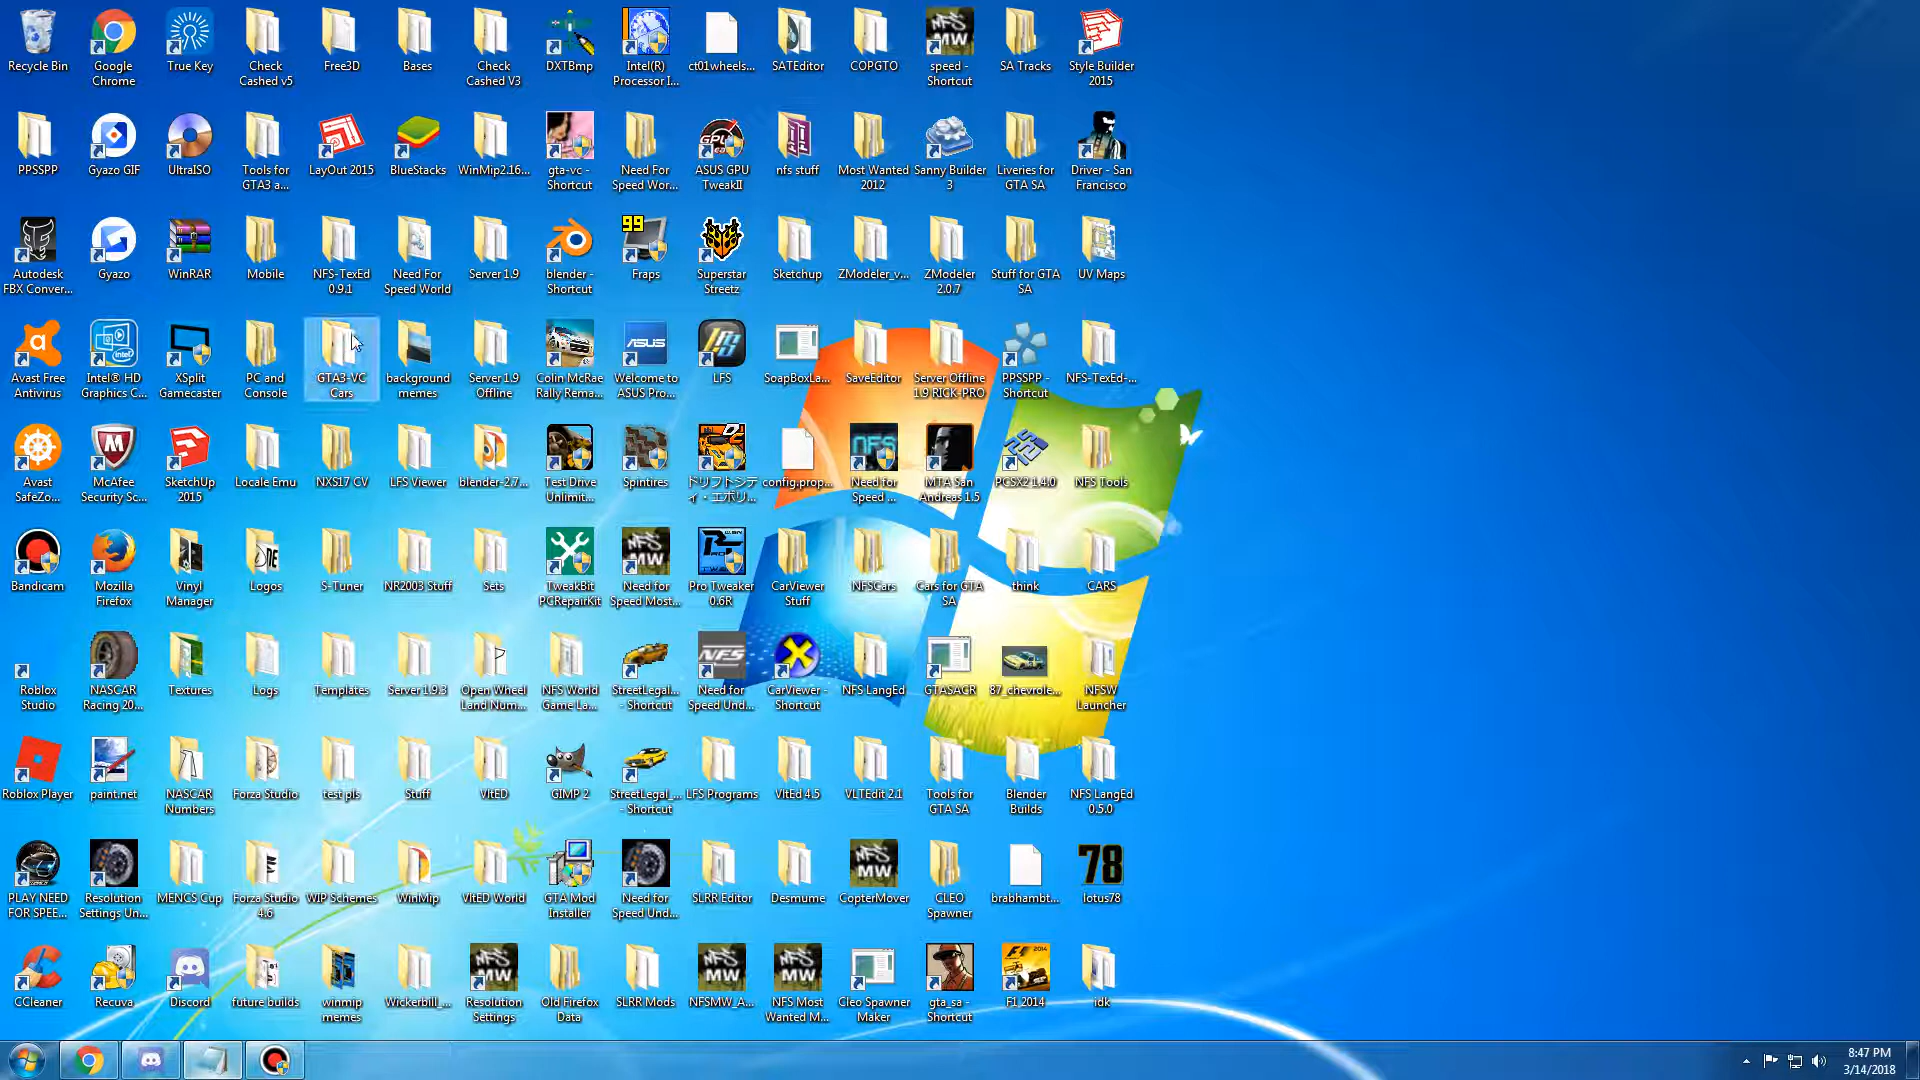 Recycle Bin
Google
Chrome
True Key
Check
Cashed v5
Free3D
Bases
Check
Cashed V3
DXTBmp
Intel(R)
Processor I...
ct01wheels...
SATEditor
COPGTO
speed -
Shortcut
SA Tracks
Style Builder
2015
PPSSPP
Gyazo GIF
UltraISO
Tools for
GTA3 a...
LayOut 2015
BlueStacks
WinMip2.16...
gta-vc -
Shortcut
Need For
Speed Wor...
ASUS GPU
TweakII
nfs stuff
Most Wanted
2012
Sanny Builder
3
Liveries for
GTA SA
Driver - San
Francisco
Autodesk
FBX Conver...
Gyazo
WinRAR
Mobile
NFS-TexEd
0.9.1
Need For
Speed World
Server 1.9
blender -
Shortcut
99
Fraps
Superstar
Streetz
Sketchup
ZModeler_v...
ZModeler
2.0.7
Stuff for GTA
SA
UV Maps
Avast Free
Antivirus
Intel® HD
Graphics C...
XSplit
Gamecaster
PC and
Console
GTA3-VC
Cars
background
memes
Server 1.9
Offline
Colin McRae
Rally Rema...
ASUS
Welcome to
ASUS Pro...
LFS
SoapBoxLa...
SaveEditor
Server Offline
1.9 RICK-PRO
PPSSPP -
Shortcut
NFS-TexEd-...
Avast
SafeZo...
McAfee
Security Sc...
SketchUp
2015
Locale Emu
NXS17 CV
LFS Viewer
blender-2.7...
Test Drive
Unlimit...
Spintires
ドリフトシテ
ィ・エボリ...
config.prop...
Need for
Speed ...
MTA San
Andreas 1.5
PCSX2 1.4.0
NFS Tools
Bandicam
Mozilla
Firefox
Vinyl
Manager
Logos
S-Tuner
NR2003 Stuff
Sets
TweakBit
PCRepairKit
Need for
Speed Most...
Pro Tweaker
0.6R
CarViewer
Stuff
NFSCars
Cars for GTA
SA
think
CARS
Roblox
Studio
NASCAR
Racing 20...
Textures
Logs
Templates
Server 1.9.3
Open Wheel
Land Num...
NFS World
Game La...
StreetLegal...
- Shortcut
Need for
Speed Und...
CarViewer -
Shortcut
NFS LangEd
GTASACR
87_chevrole...
NFSW
Launcher
Roblox Player
paint.net
NASCAR
Numbers
Forza Studio
test pls
Stuff
VltED
GIMP 2
StreetLegal_...
- Shortcut
LFS Programs
VltEd 4.5
VLTEdit 2.1
Tools for
GTA SA
Blender
Builds
NFS LangEd
0.5.0
PLAY NEED
FOR SPEE...
Resolution
Settings Un...
MENCS Cup
Forza Studio
4.6
WIP Schemes
WinMip
VltED World
GTA Mod
Installer
Need for
Speed Und...
SLRR Editor
Desmume
CopterMover
CLEO
Spawner
brabhambt...
78
lotus78
CCleaner
Recuva
Discord
future builds
winmip
memes
Wickerbill_...
Resolution
Settings
Old Firefox
Data
SLRR Mods
NFSMW_A...
NFS Most
Wanted M...
Cleo Spawner
Maker
gta_sa -
Shortcut
F1 2014
idk
8:47 PM
3/14/2018